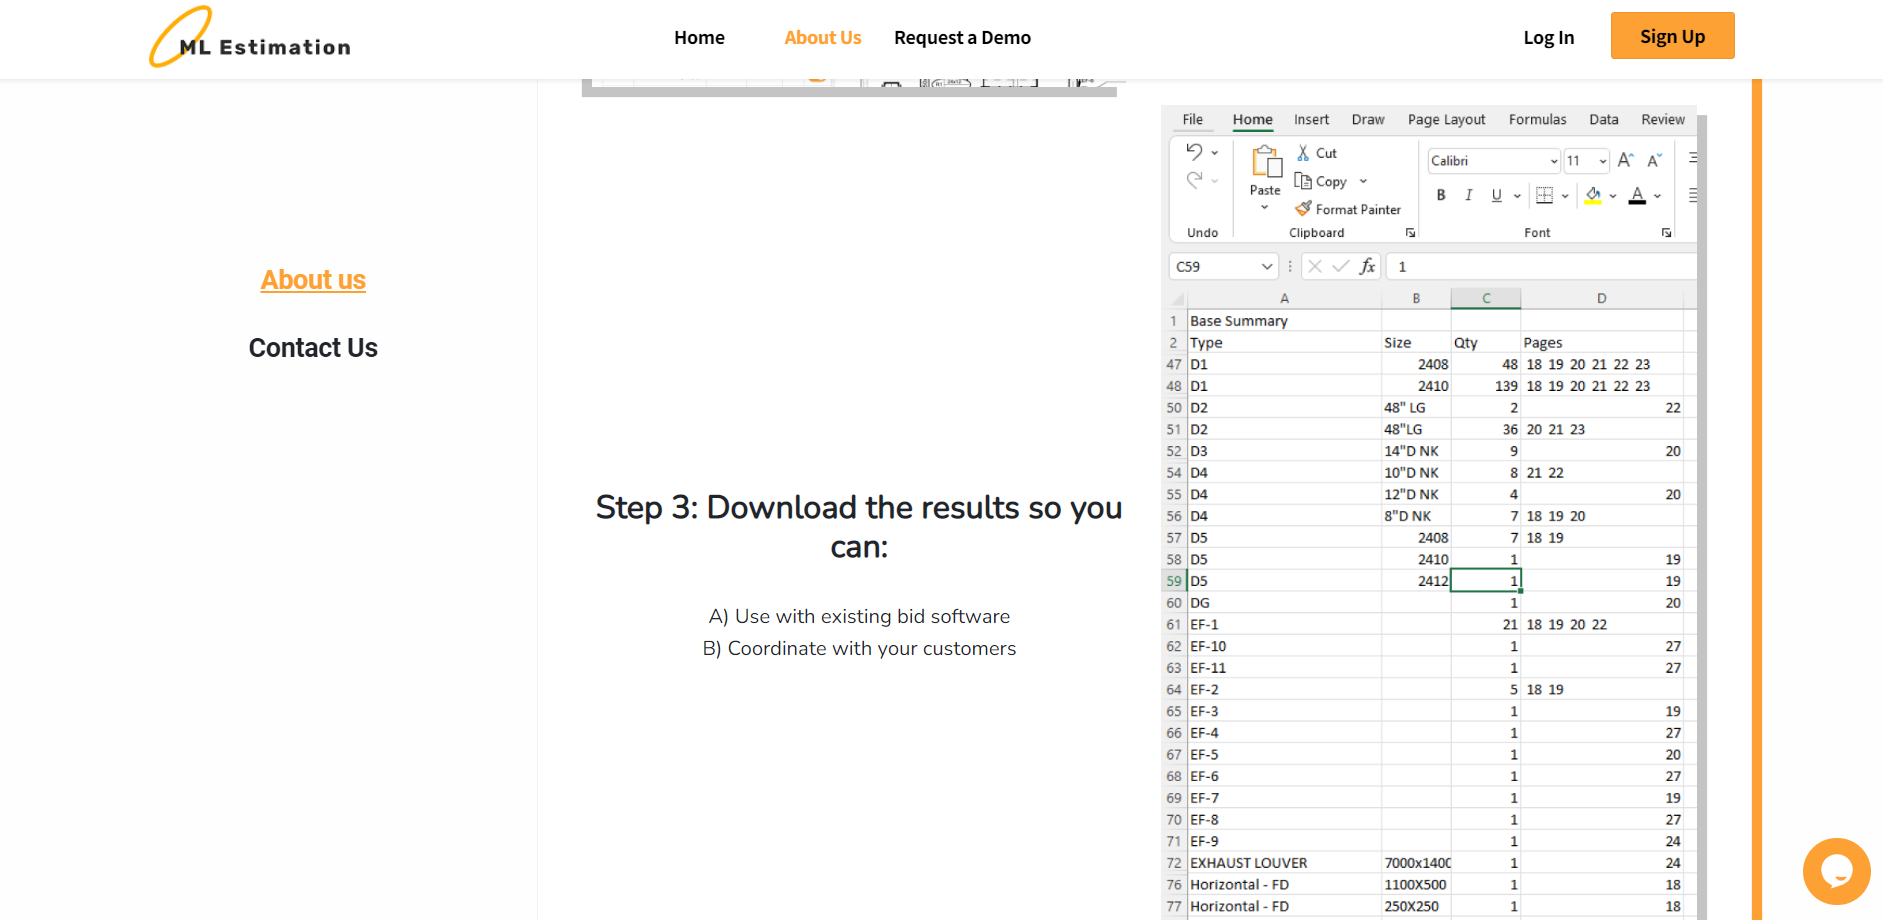 ML Estimation
Home
About Us
Request a Demo
Log In
Sign Up
About us
Contact Us
Step 3: Download the results so you
can:
A) Use with existing bid software
B) Coordinate with your customers
File Home Insert Draw Page Layout Formulas Data Review
Cut
Calibri 11 A A
Copy
Paste
B I U A
Format Painter
Undo Clipboard Font
C59 fx 1
A B C D
1 Base Summary
2 Type Size Qty Pages
47 D1 2408 48 18 19 20 21 22 23
48 D1 2410 139 18 19 20 21 22 23
50 D2 48" LG 2 22
51 D2 48"LG 36 20 21 23
52 D3 14"D NK 9 20
54 D4 10"D NK 8 21 22
55 D4 12"D NK 4 20
56 D4 8"D NK 7 18 19 20
57 D5 2408 7 18 19
58 D5 2410 1 19
59 D5 2412 1 19
60 DG 1 20
61 EF-1 21 18 19 20 22
62 EF-10 1 27
63 EF-11 1 27
64 EF-2 5 18 19
65 EF-3 1 19
66 EF-4 1 27
67 EF-5 1 20
68 EF-6 1 27
69 EF-7 1 19
70 EF-8 1 27
71 EF-9 1 24
72 EXHAUST LOUVER 7000x1400 1 24
76 Horizontal - FD 1100X500 1 18
77 Horizontal - FD 250X250 1 18